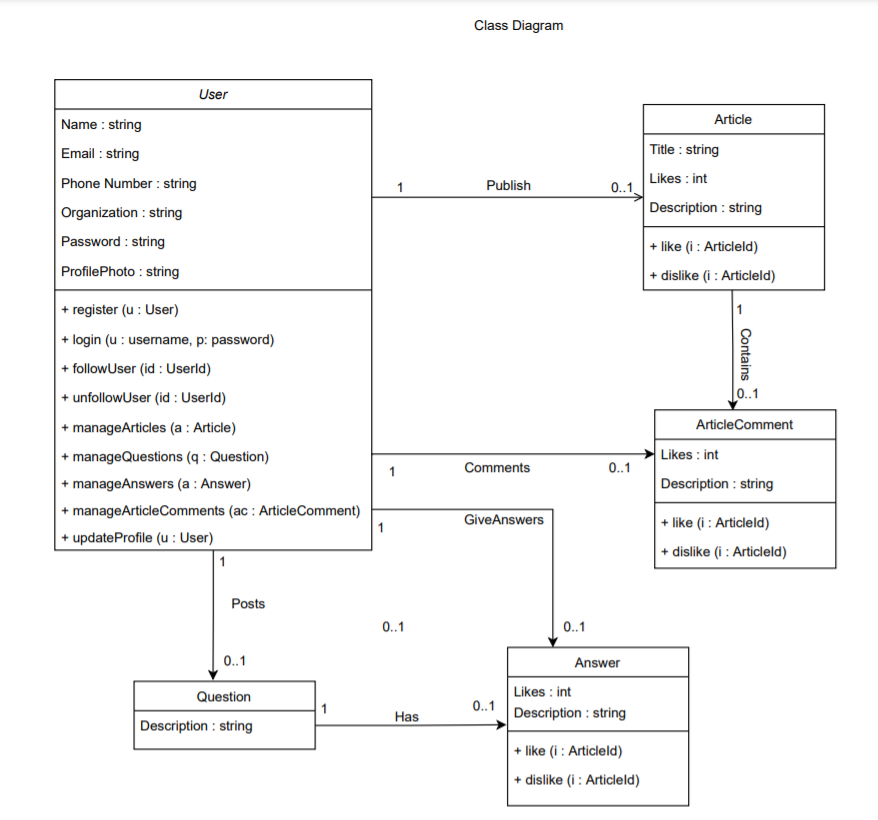 Class Diagram
User
Name : string
Email : string
Phone Number : string
Organization : string
Password : string
ProfilePhoto : string
+ register (u : User)
+ login (u : username, p: password)
+ followUser (id : UserId)
+ unfollowUser (id : UserId)
+ manageArticles (a : Article)
+ manageQuestions (q : Question)
+ manageAnswers (a : Answer)
+ manageArticleComments (ac : ArticleComment)
+ updateProfile (u : User)
1
Publish
0..1
Article
Title : string
Likes : int
Description : string
+ like (i : ArticleId)
+ dislike (i : ArticleId)
1
Contains
0..1
ArticleComment
Likes : int
Description : string
+ like (i : ArticleId)
+ dislike (i : ArticleId)
1
Comments
0..1
1
GiveAnswers
0..1
1
Posts
0..1
0..1
Question
Description : string
1
Has
0..1
Answer
Likes : int
Description : string
+ like (i : ArticleId)
+ dislike (i : ArticleId)